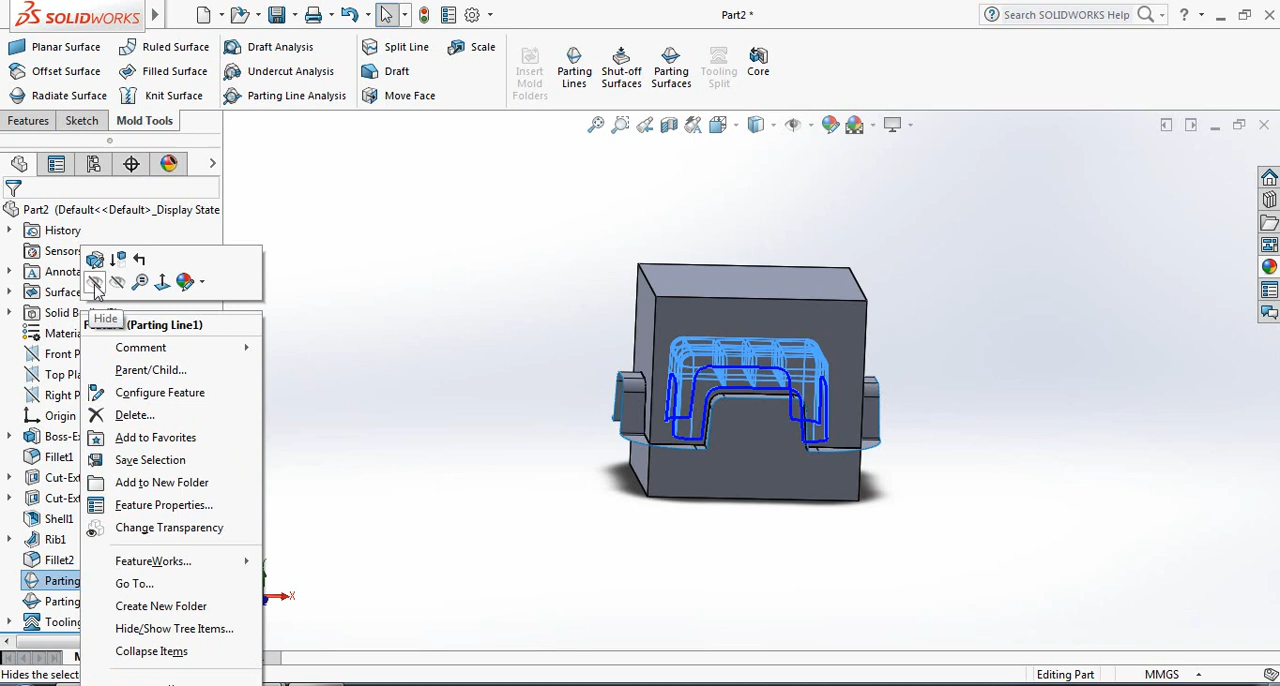 SOLIDWORKS
Part2 *
Search SOLIDWORKS Help
?
Planar Surface
Ruled Surface
Draft Analysis
Split Line
Scale
Offset Surface
Filled Surface
Undercut Analysis
Draft
Radiate Surface
Knit Surface
Parting Line Analysis
Move Face
Insert
Mold
Folders
Parting
Lines
Shut-off
Surfaces
Parting
Surfaces
Tooling
Split
Core
Features
Sketch
Mold Tools
Part2 (Default<<Default>_Display State
History
Sensors
Annota
Surface
Solid B
Materia
Front P
Top Pla
Right P
Origin
Boss-Ex
Fillet1
Cut-Ext
Cut-Ext
Shell1
Rib1
Fillet2
Parting
Parting
Tooling
Hide
(Parting Line1)
Comment
Parent/Child...
Configure Feature
Delete...
Add to Favorites
Save Selection
Add to New Folder
Feature Properties...
Change Transparency
FeatureWorks...
Go To...
Create New Folder
Hide/Show Tree Items...
Collapse Items
X
Hides the select
Editing Part
MMGS